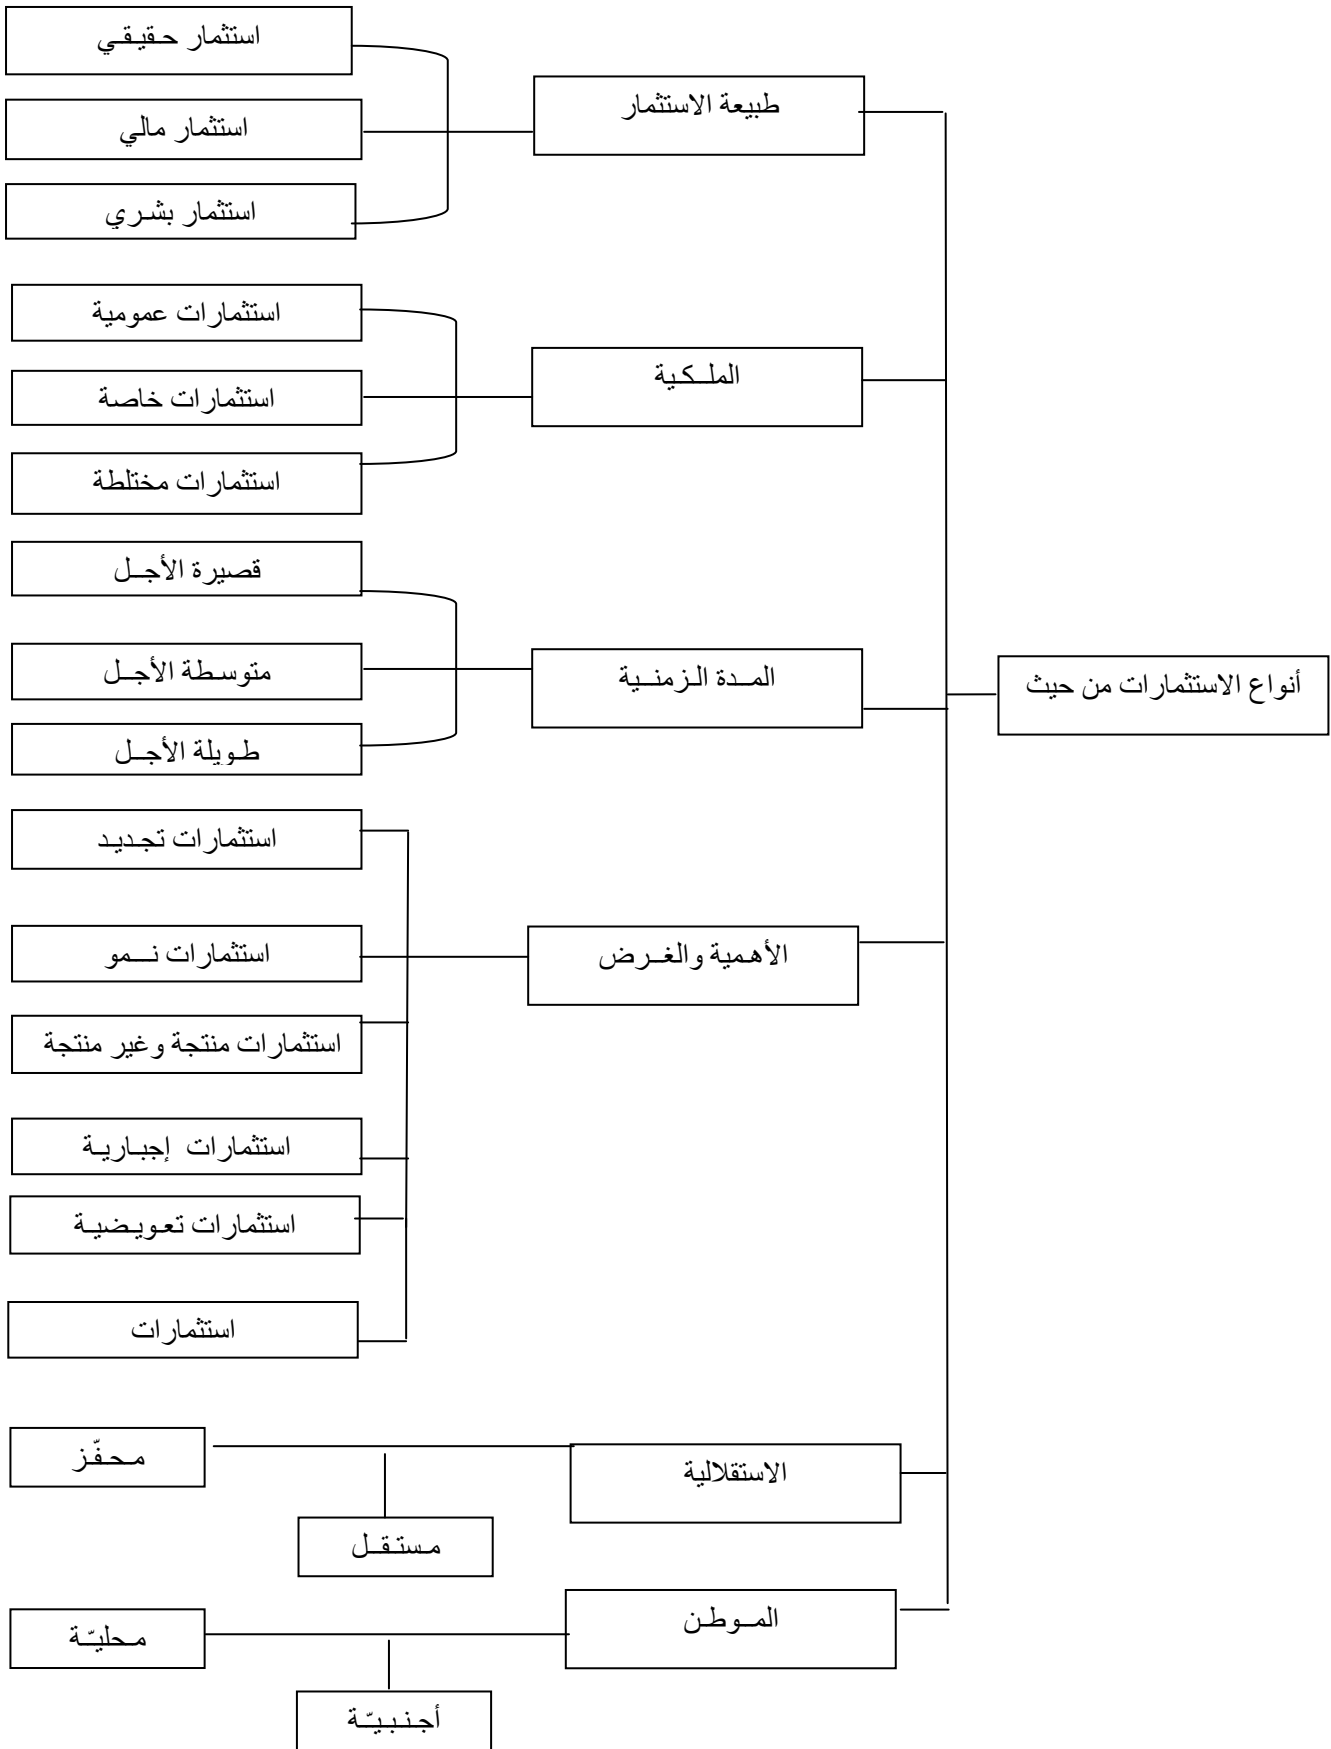 أنواع الاستثمارات من حيث
طبيعة الاستثمار
استثمار حقيقي
استثمار مالي
استثمار بشري
الملكية
استثمارات عمومية
استثمارات خاصة
استثمارات مختلطة
المدة الزمنية
قصيرة الأجل
متوسطة الأجل
طويلة الأجل
الأهمية والغرض
استثمارات تجديد
استثمارات نمو
استثمارات منتجة وغير منتجة
استثمارات إجبارية
استثمارات تعويضية
استثمارات
الاستقلالية
محفّز
مستقل
الموطن
محليّة
أجنبيّة